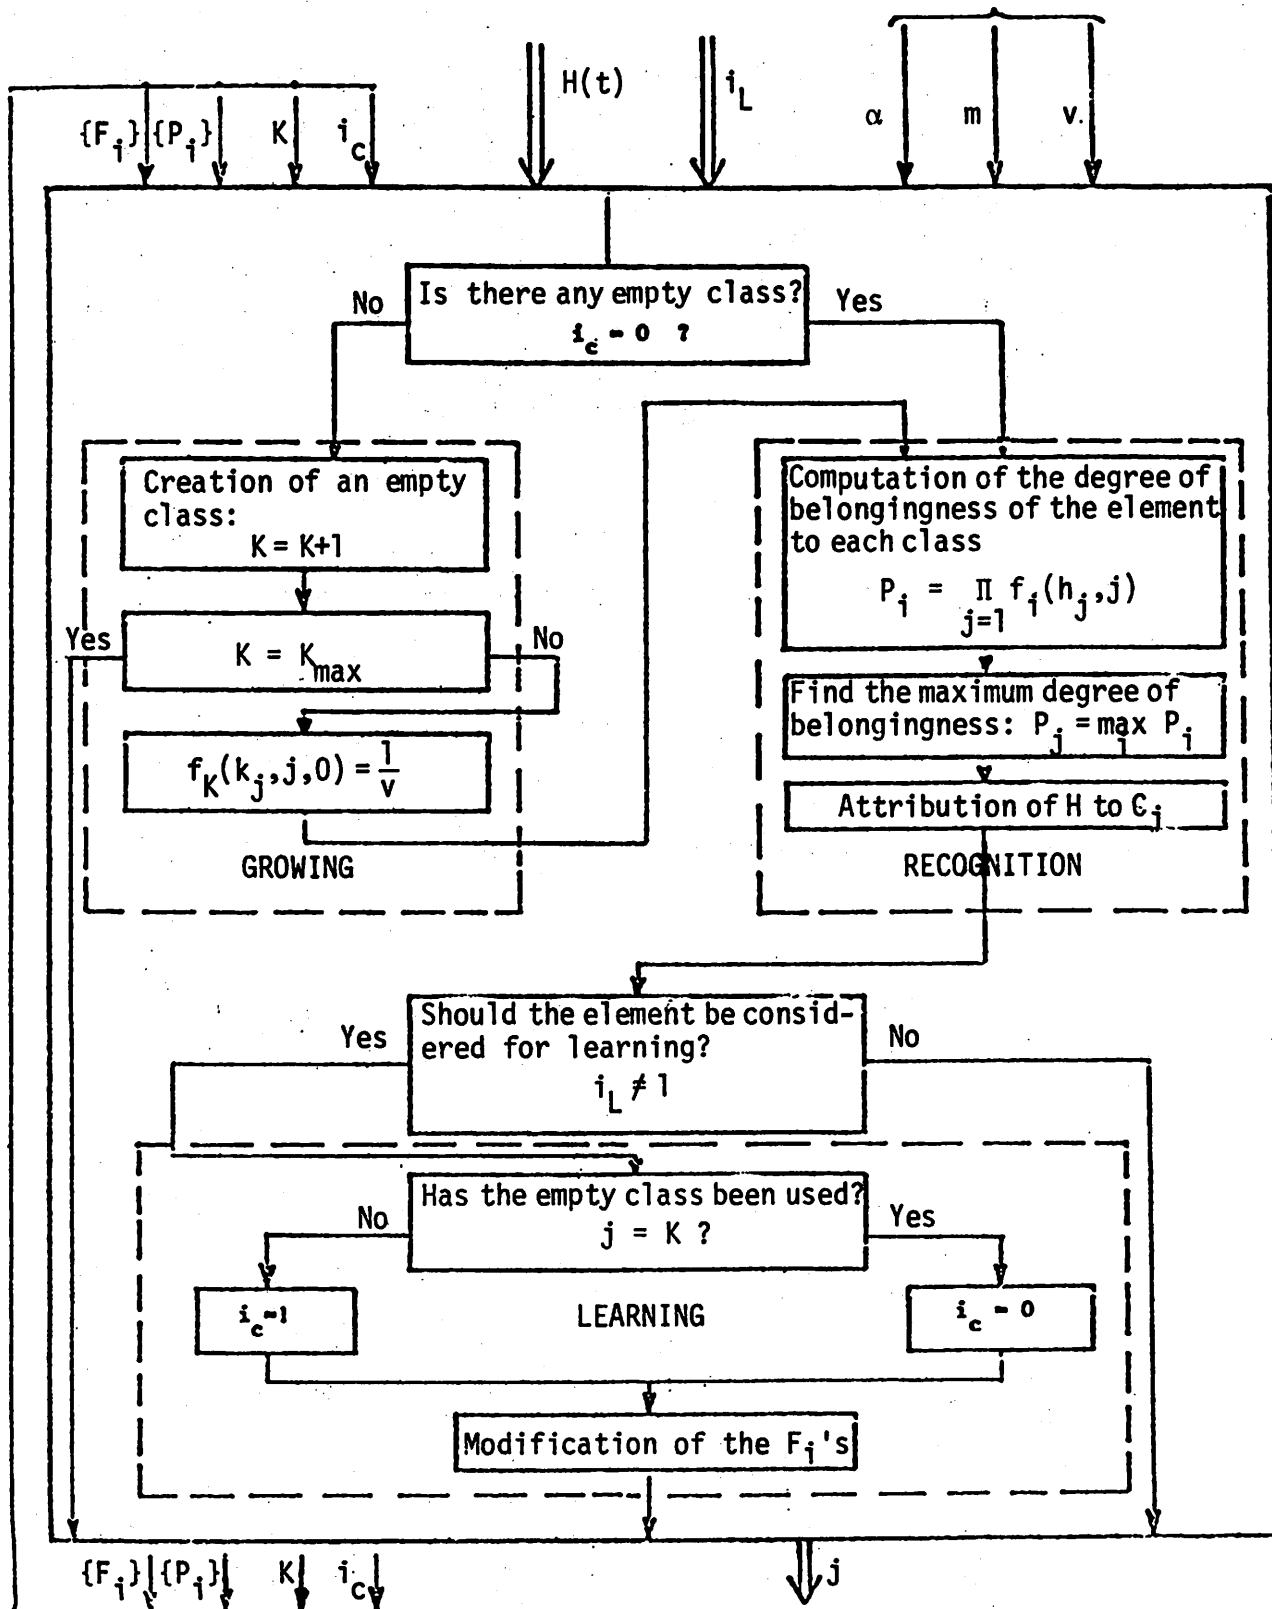 H(t)
i_L
α m v
{F_i} {P_i} K i_c
Is there any empty class?
i_c = 0 ?
No
Yes
Creation of an empty
class:
K = K+1
Yes
K = K_max
No
f_K(k_j,j,0) = 1/v
GROWING
Computation of the degree of
belongingness of the element
to each class
P_i = Π f_i(h_j,j)
j=1
Find the maximum degree of
belongingness: P_j = max P_i
i
Attribution of H to C_j
RECOGNITION
Should the element be consid-
ered for learning?
i_L ≠ 1
Yes
No
Has the empty class been used?
j = K ?
No
Yes
i_c=1
LEARNING
i_c = 0
Modification of the F_i's
{F_i} {P_i} K i_c
j